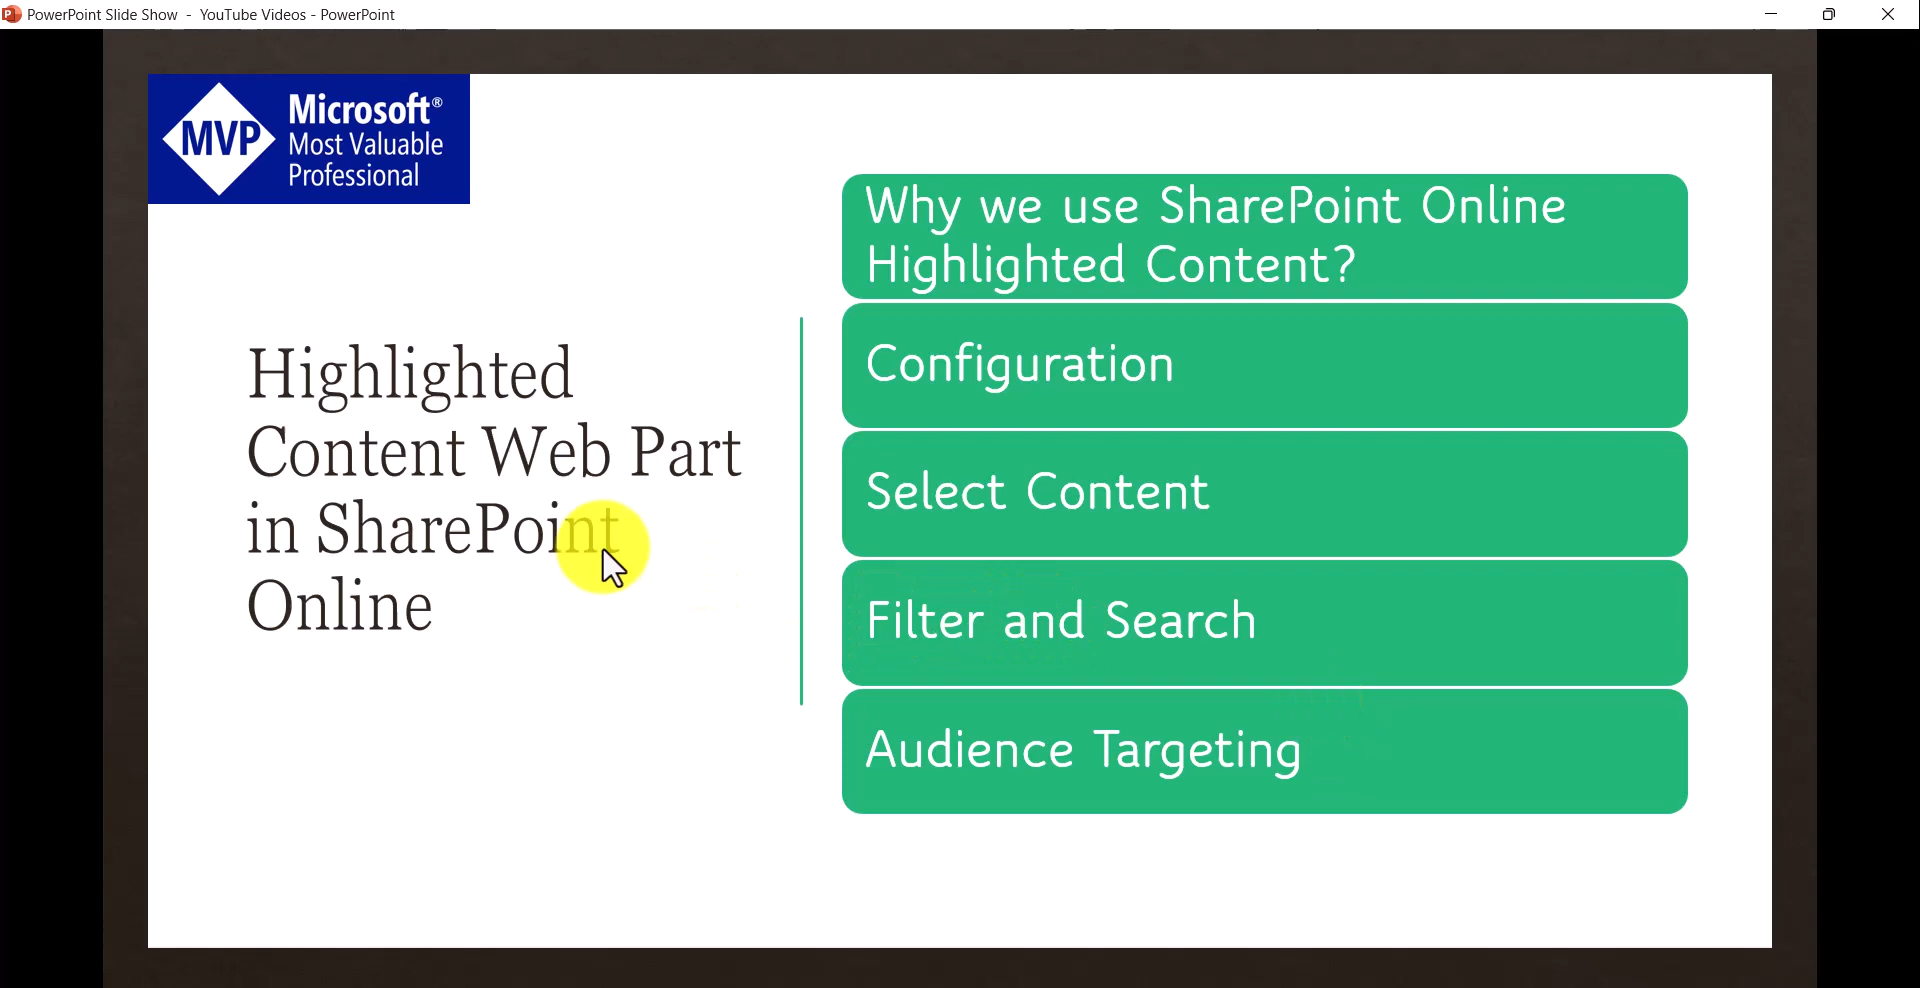 PowerPoint Slide Show - YouTube Videos - PowerPoint
MVP
Microsoft®
Most Valuable
Professional
Highlighted
Content Web Part
in SharePoint
Online
Why we use SharePoint Online
Highlighted Content?
Configuration
Select Content
Filter and Search
Audience Targeting